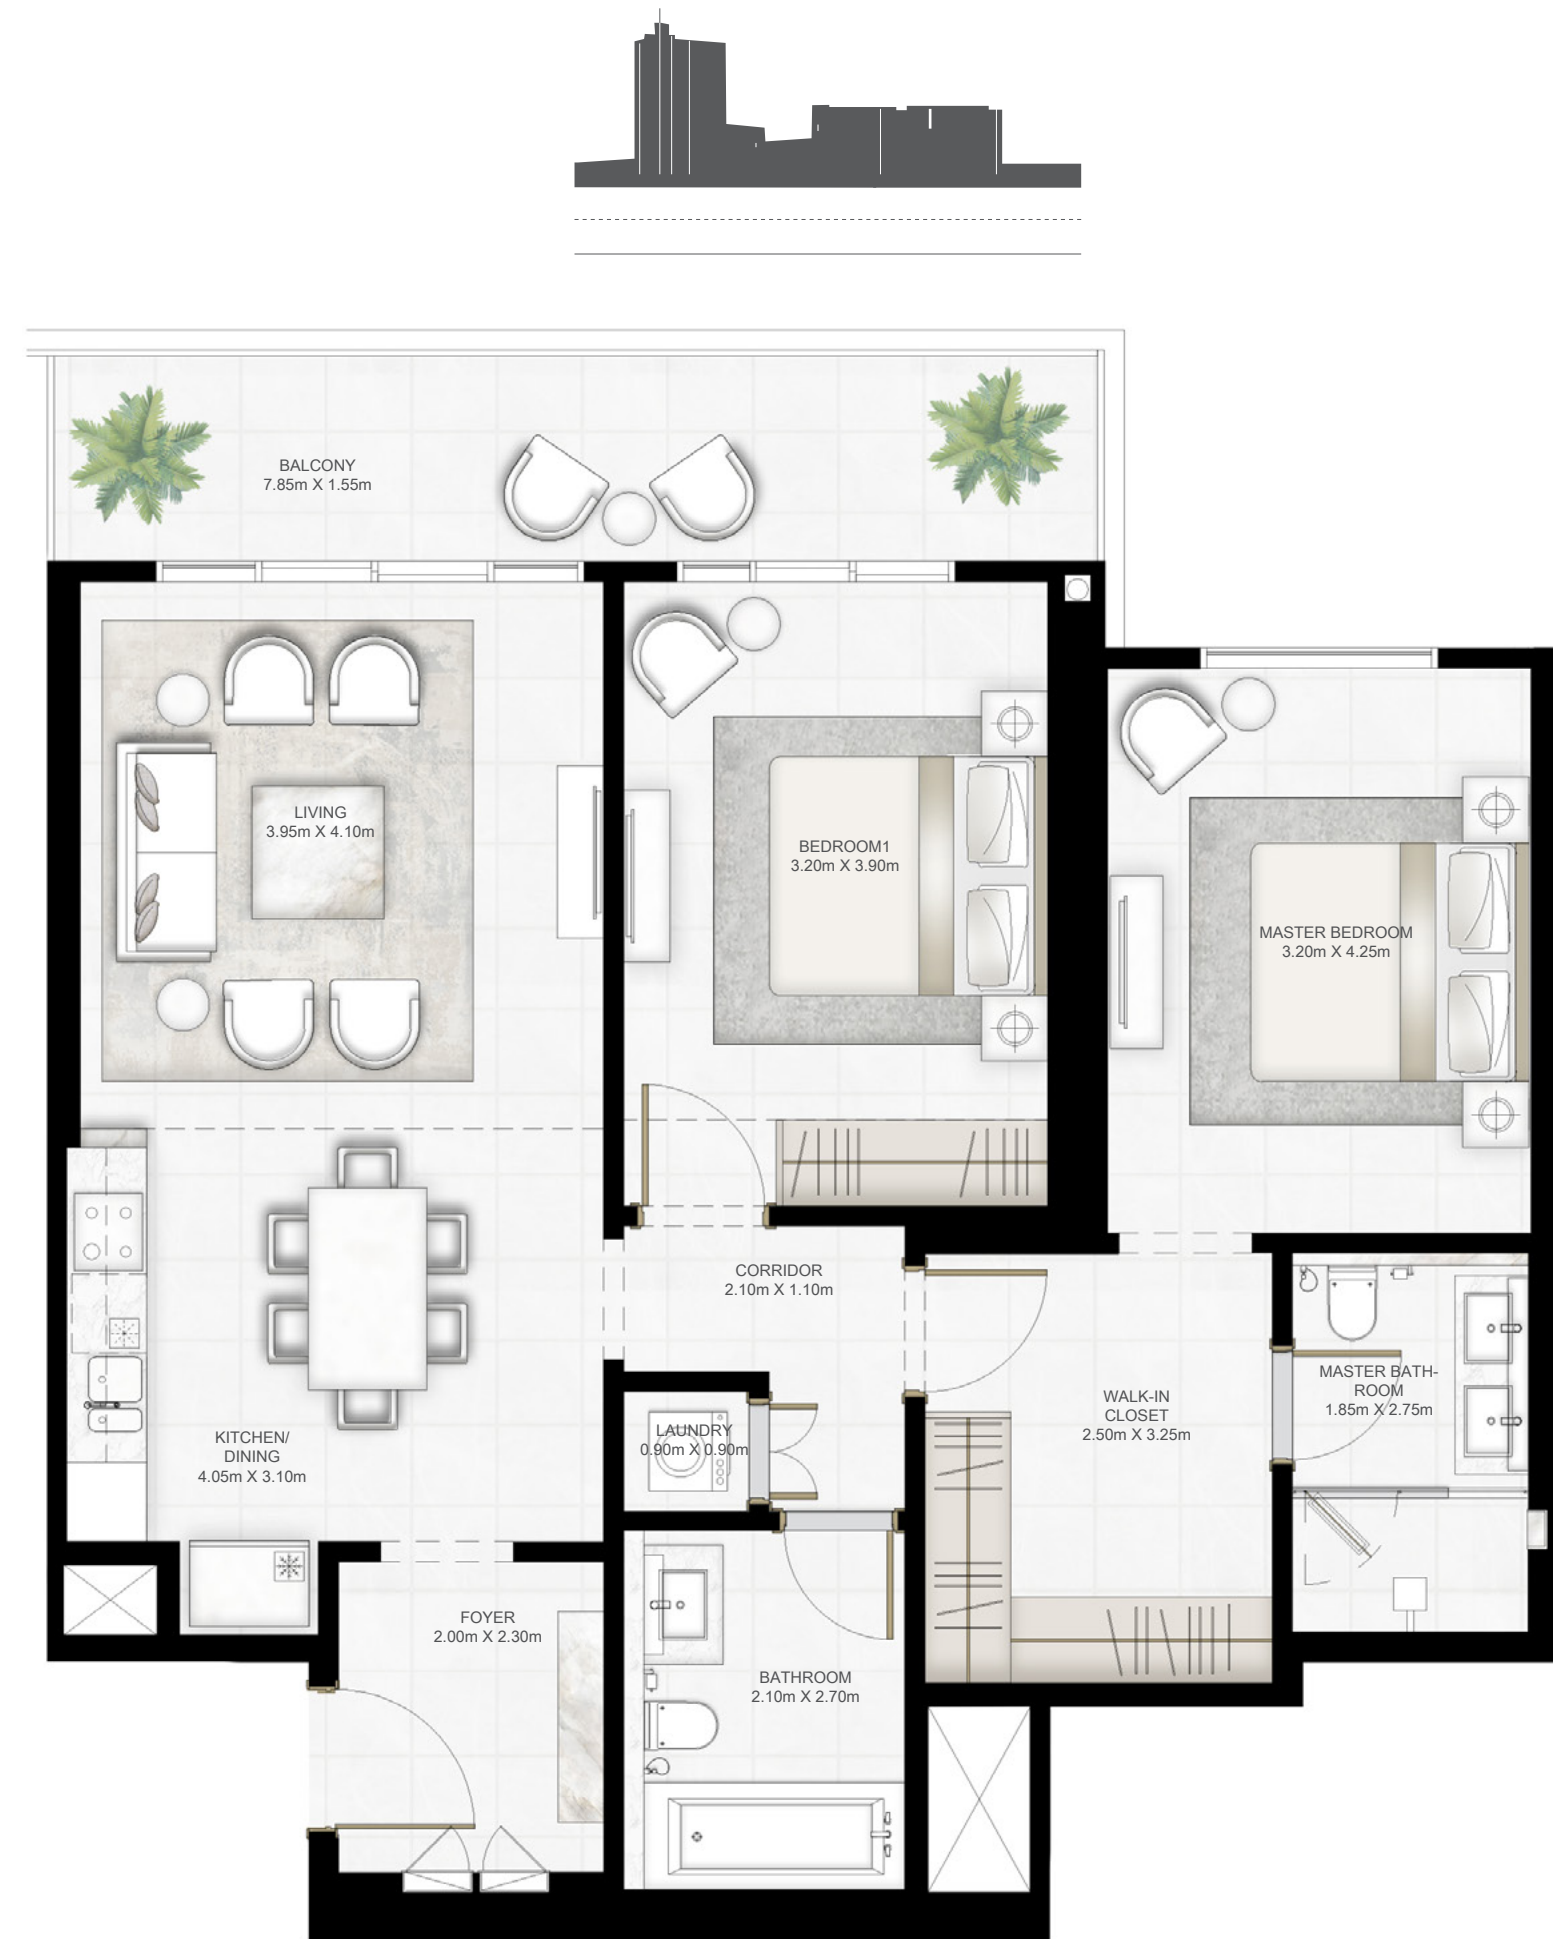 BALCONY
7.85m X 1.55m
LIVING
3.95m X 4.10m
BEDROOM1
3.20m X 3.90m
MASTER BEDROOM
3.20m X 4.25m
CORRIDOR
2.10m X 1.10m
MASTER BATH-
ROOM
1.85m X 2.75m
WALK-IN
CLOSET
2.50m X 3.25m
LAUNDRY
0.90m X 0.90m
KITCHEN/
DINING
4.05m X 3.10m
FOYER
2.00m X 2.30m
BATHROOM
2.10m X 2.70m